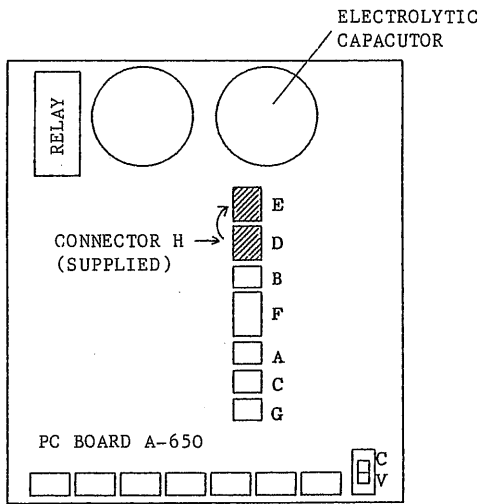 ELECTROLYTIC
CAPACUTOR
RELAY
E
CONNECTOR H
(SUPPLIED)
D
B
F
A
C
G
PC BOARD A-650
C
V